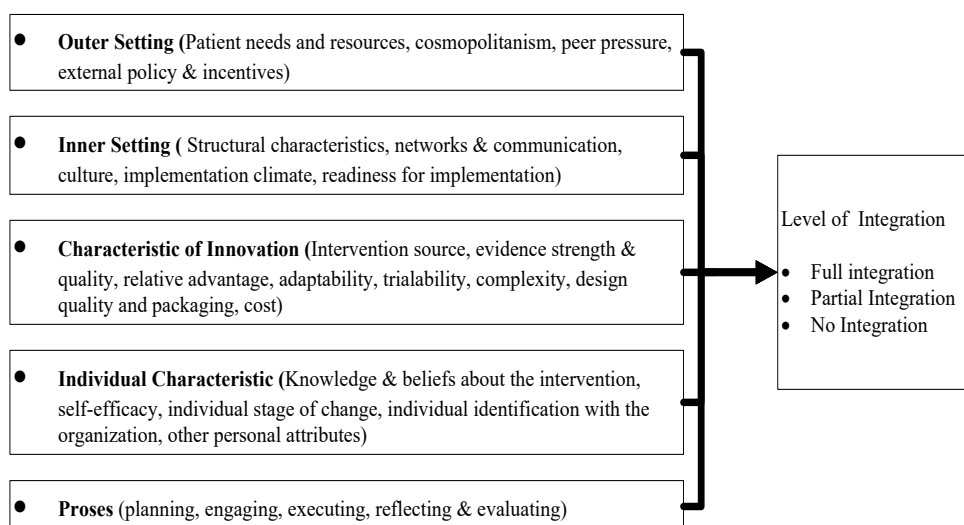 • Outer Setting (Patient needs and resources, cosmopolitanism, peer pressure,
external policy & incentives)
• Inner Setting ( Structural characteristics, networks & communication,
culture, implementation climate, readiness for implementation)
• Characteristic of Innovation (Intervention source, evidence strength &
quality, relative advantage, adaptability, trialability, complexity, design
quality and packaging, cost)
• Individual Characteristic (Knowledge & beliefs about the intervention,
self-efficacy, individual stage of change, individual identification with the
organization, other personal attributes)
• Proses (planning, engaging, executing, reflecting & evaluating)
Level of Integration
• Full integration
• Partial Integration
• No Integration